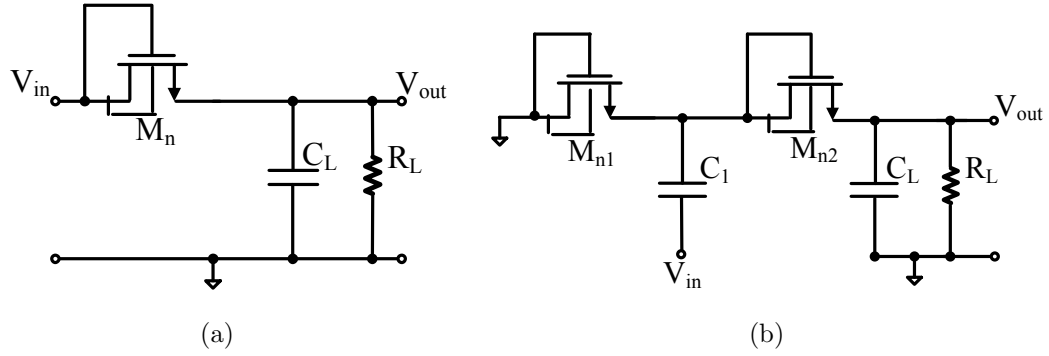 V_in
M_n
V_out
C_L
R_L
(a)
M_n1
C_1
V_in
M_n2
V_out
C_L
R_L
(b)